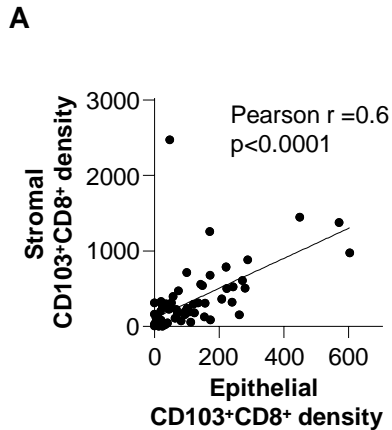 A
Pearson r =0.6
p<0.0001
Stromal
CD103⁺CD8⁺ density
3000
2000
1000
0
0 200 400 600
Epithelial
CD103⁺CD8⁺ density